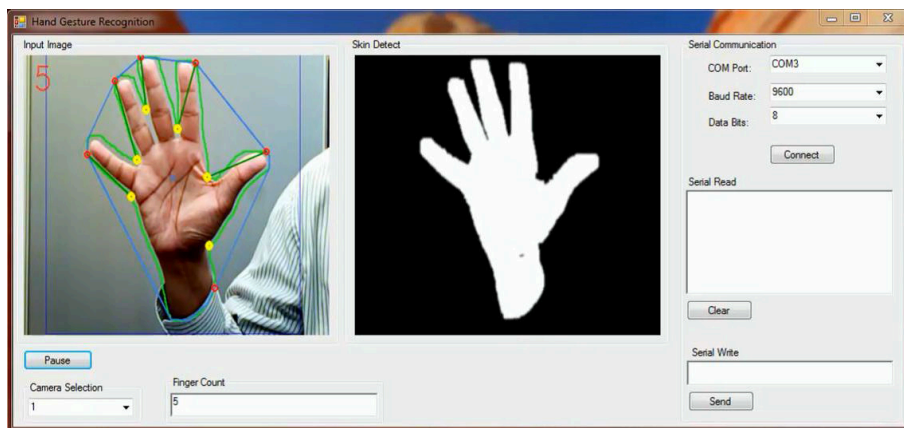 Hand Gesture Recognition
Input Image
5
Skin Detect
Serial Communication
COM Port: COM3
Baud Rate: 9600
Data Bits: 8
Connect
Serial Read
Clear
Serial Write
Send
Pause
Camera Selection
1
Finger Count
5